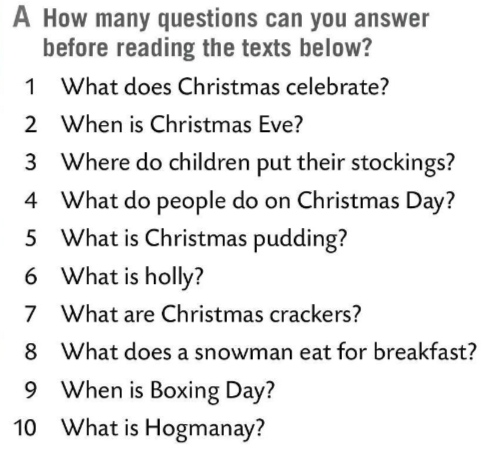 A How many questions can you answer
before reading the texts below?
1 What does Christmas celebrate?
2 When is Christmas Eve?
3 Where do children put their stockings?
4 What do people do on Christmas Day?
5 What is Christmas pudding?
6 What is holly?
7 What are Christmas crackers?
8 What does a snowman eat for breakfast?
9 When is Boxing Day?
10 What is Hogmanay?